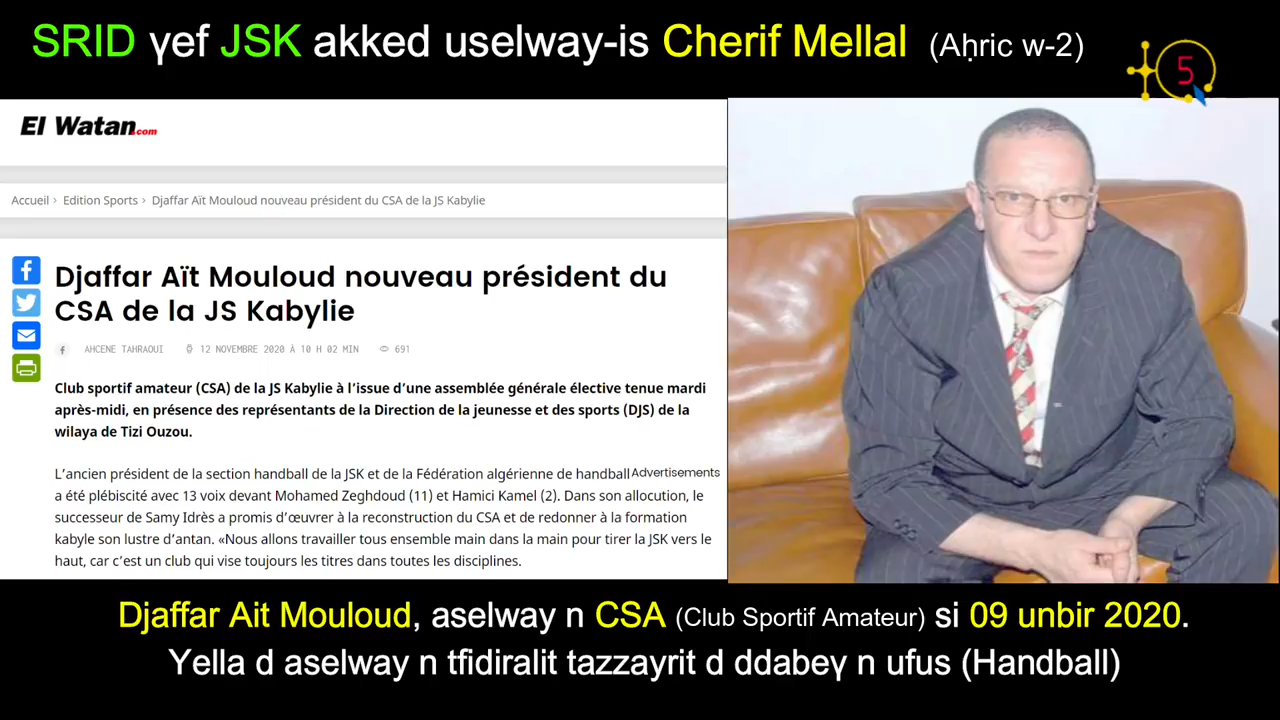 SRID ɣef JSK akked uselway-is Cherif Mellal (Aḥric w-2)
5
El Watan.com
Accueil › Edition Sports › Djaffar Aït Mouloud nouveau président du CSA de la JS Kabylie
Djaffar Aït Mouloud nouveau président du
CSA de la JS Kabylie
AHCENE TAHRAOUI 12 NOVEMBRE 2020 À 10 H 02 MIN 691
Club sportif amateur (CSA) de la JS Kabylie à l’issue d’une assemblée générale élective tenue mardi
après-midi, en présence des représentants de la Direction de la jeunesse et des sports (DJS) de la
wilaya de Tizi Ouzou.
L’ancien président de la section handball de la JSK et de la Fédération algérienne de handball Advertisements
a été plébiscité avec 13 voix devant Mohamed Zeghdoud (11) et Hamici Kamel (2). Dans son allocution, le
successeur de Samy Idrès a promis d’œuvrer à la reconstruction du CSA et de redonner à la formation
kabyle son lustre d’antan. «Nous allons travailler tous ensemble main dans la main pour tirer la JSK vers le
haut, car c’est un club qui vise toujours les titres dans toutes les disciplines.
Djaffar Ait Mouloud, aselway n CSA (Club Sportif Amateur) si 09 unbir 2020.
Yella d aselway n tfidiralit tazzayrit d ddabeɣ n ufus (Handball)